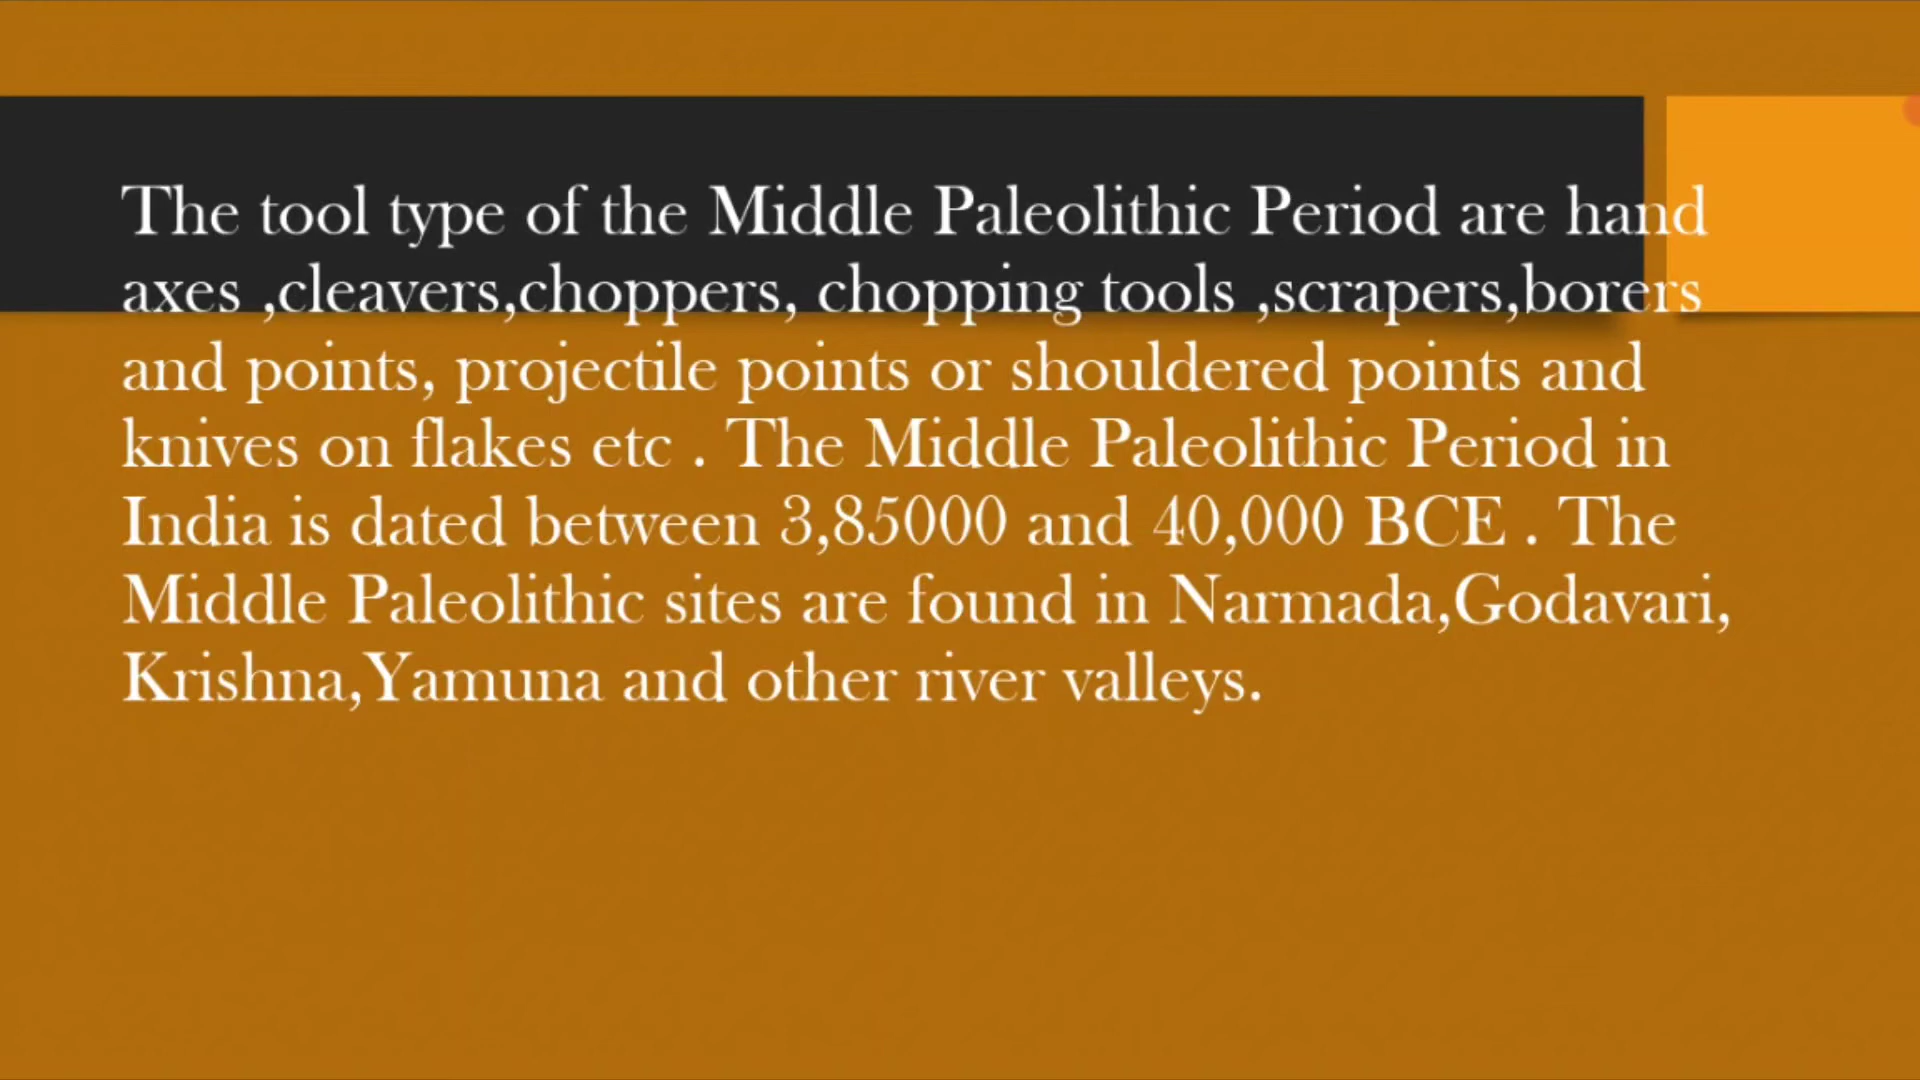 The tool type of the Middle Paleolithic Period are hand
axes ,cleavers,choppers, chopping tools ,scrapers,borers
and points, projectile points or shouldered points and
knives on flakes etc . The Middle Paleolithic Period in
India is dated between 3,85000 and 40,000 BCE . The
Middle Paleolithic sites are found in Narmada,Godavari,
Krishna,Yamuna and other river valleys.